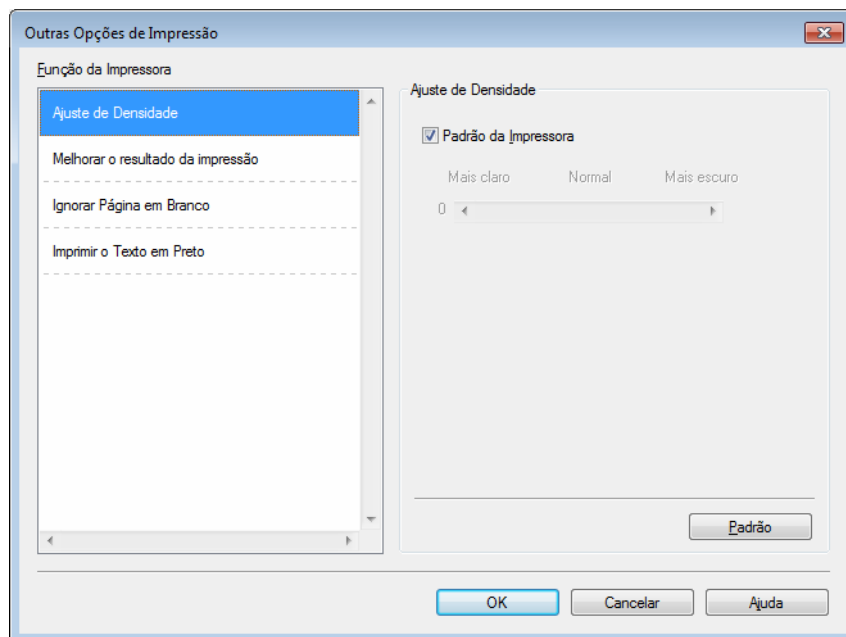 Outras Opções de Impressão
Função da Impressora
Ajuste de Densidade
Melhorar o resultado da impressão
Ignorar Página em Branco
Imprimir o Texto em Preto
Ajuste de Densidade
Padrão da Impressora
Mais claro Normal Mais escuro
0
Padrão
OK Cancelar Ajuda